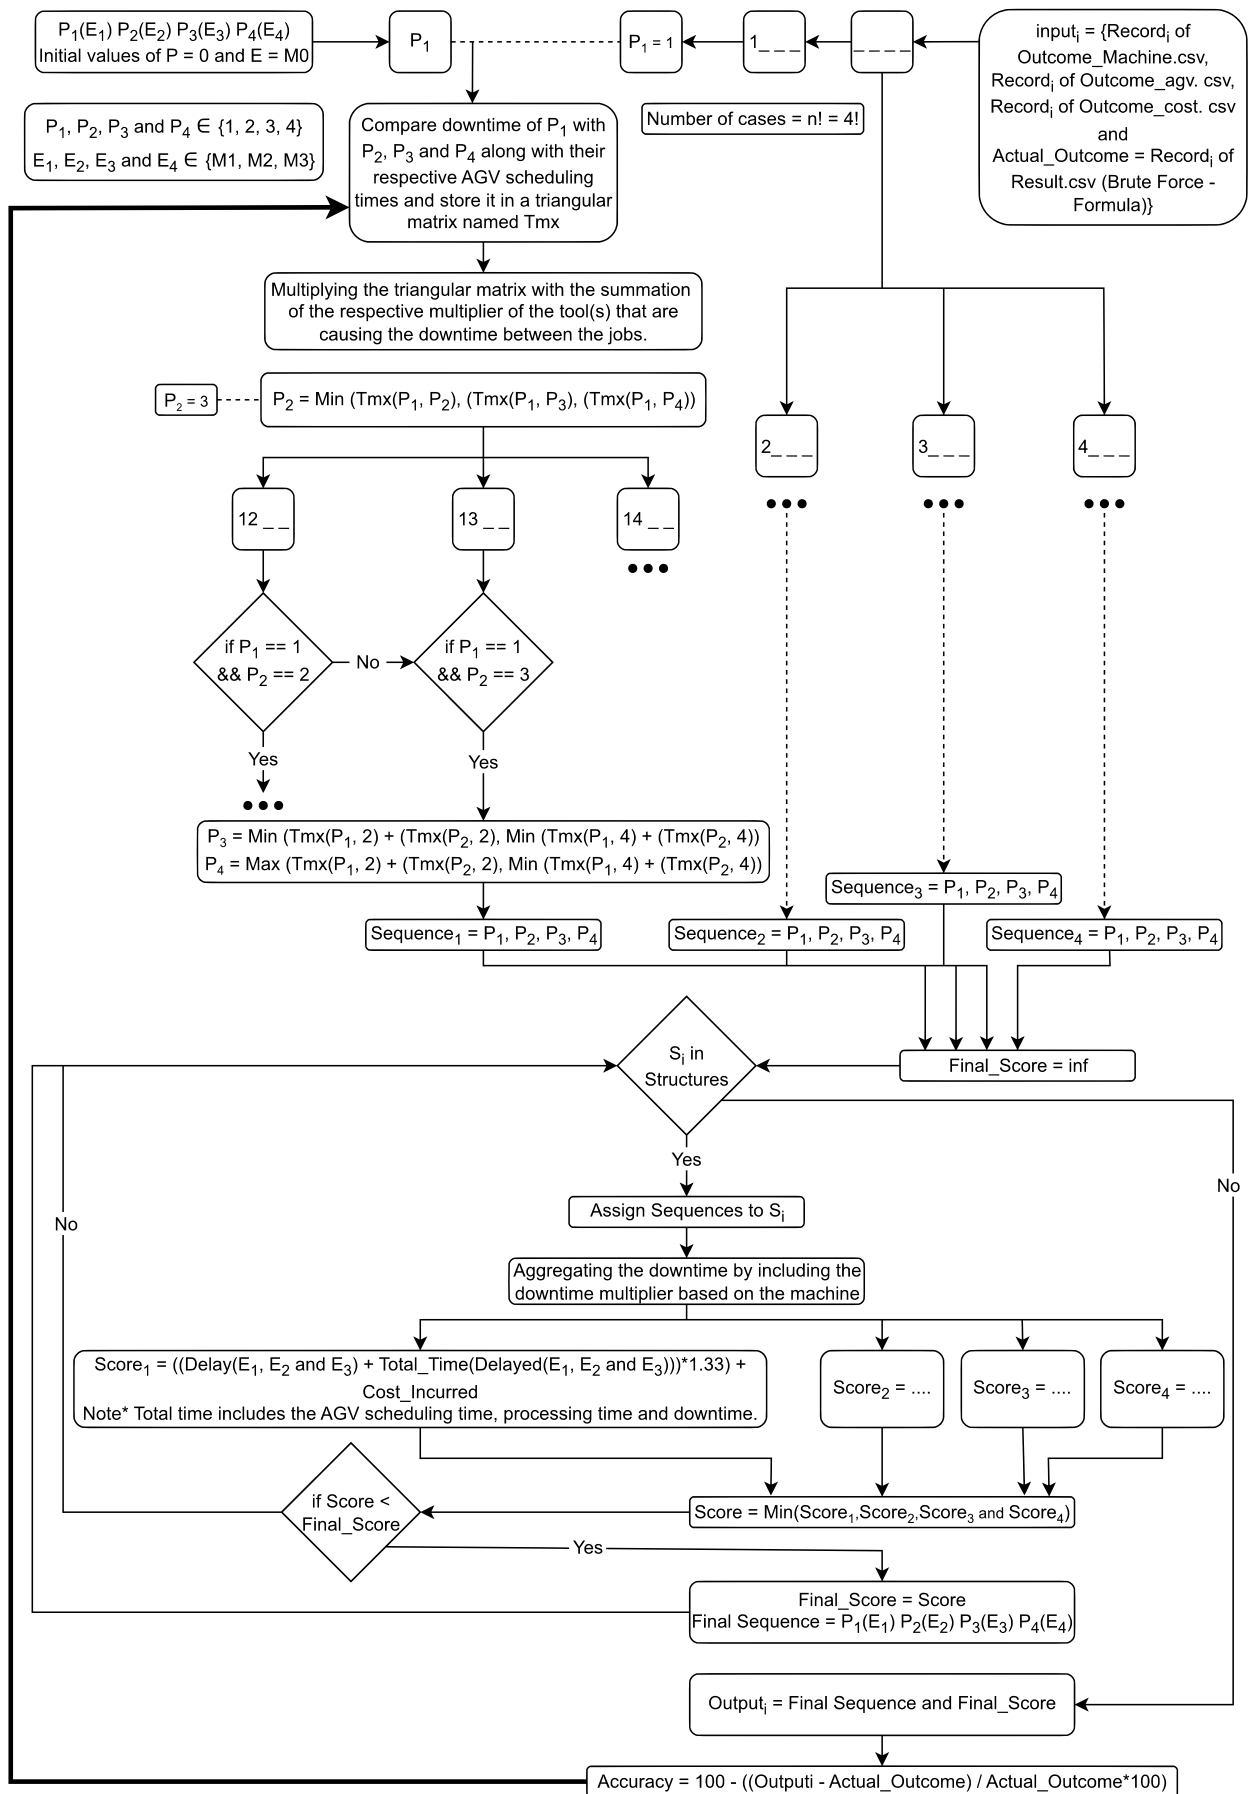 P₁(E₁) P₂(E₂) P₃(E₃) P₄(E₄)
Initial values of P = 0 and E = M0
P₁
P₁ = 1
1_ _ _
_ _ _ _
inputᵢ = {Recordᵢ of
Outcome_Machine.csv,
Recordᵢ of Outcome_agv. csv,
Recordᵢ of Outcome_cost. csv
and
Actual_Outcome = Recordᵢ of
Result.csv (Brute Force -
Formula)}
P₁, P₂, P₃ and P₄ ∈ {1, 2, 3, 4}
E₁, E₂, E₃ and E₄ ∈ {M1, M2, M3}
Compare downtime of P₁ with
P₂, P₃ and P₄ along with their
respective AGV scheduling
times and store it in a triangular
matrix named Tmx
Number of cases = n! = 4!
Multiplying the triangular matrix with the summation
of the respective multiplier of the tool(s) that are
causing the downtime between the jobs.
P₂ = 3
P₂ = Min (Tmx(P₁, P₂), (Tmx(P₁, P₃), (Tmx(P₁, P₄))
2_ _ _
3_ _ _
4_ _ _
12 _ _
13 _ _
14 _ _
if P₁ == 1
&& P₂ == 2
No
if P₁ == 1
&& P₂ == 3
Yes
Yes
P₃ = Min (Tmx(P₁, 2) + (Tmx(P₂, 2), Min (Tmx(P₁, 4) + (Tmx(P₂, 4))
P₄ = Max (Tmx(P₁, 2) + (Tmx(P₂, 2), Min (Tmx(P₁, 4) + (Tmx(P₂, 4))
Sequence₃ = P₁, P₂, P₃, P₄
Sequence₁ = P₁, P₂, P₃, P₄
Sequence₂ = P₁, P₂, P₃, P₄
Sequence₄ = P₁, P₂, P₃, P₄
Sᵢ in
Structures
Final_Score = inf
Yes
No
No
Assign Sequences to Sᵢ
Aggregating the downtime by including the
downtime multiplier based on the machine
Score₁ = ((Delay(E₁, E₂ and E₃) + Total_Time(Delayed(E₁, E₂ and E₃)))*1.33) +
Cost_Incurred
Note* Total time includes the AGV scheduling time, processing time and downtime.
Score₂ = ....
Score₃ = ....
Score₄ = ....
if Score <
Final_Score
Score = Min(Score₁,Score₂,Score₃ and Score₄)
Yes
Final_Score = Score
Final Sequence = P₁(E₁) P₂(E₂) P₃(E₃) P₄(E₄)
Outputᵢ = Final Sequence and Final_Score
Accuracy = 100 - ((Outputi - Actual_Outcome) / Actual_Outcome*100)